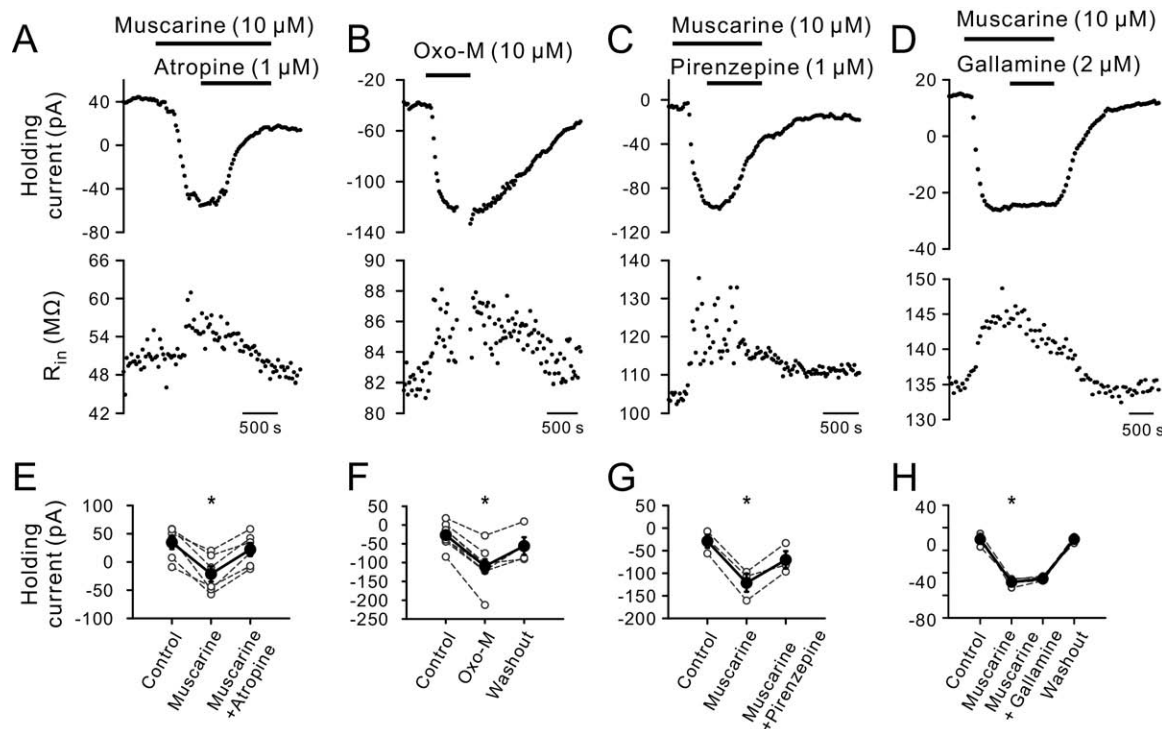 A
Muscarine (10 µM)
Atropine (1 µM)
Holding
current (pA)
40
0
-40
-80
R_in (MΩ)
66
60
54
48
42
500 s
B
Oxo-M (10 µM)
-20
-60
-100
-140
-180
92
90
88
86
84
82
80
500 s
C
Muscarine (10 µM)
Pirenzepine (1 µM)
0
-40
-80
-120
140
130
120
110
100
500 s
D
Muscarine (10 µM)
Gallamine (2 µM)
20
0
-20
-40
150
145
140
135
130
500 s
E
*
Holding
current (pA)
100
50
0
-50
-100
Control
Muscarine
Muscarine
+Atropine
F
*
50
0
-50
-100
-150
-200
-250
Control
Oxo-M
Washout
G
*
50
0
-50
-100
-150
-200
Control
Muscarine
Muscarine
+Pirenzepine
H
*
40
0
-40
-80
Control
Muscarine
Muscarine
+ Gallamine
Washout